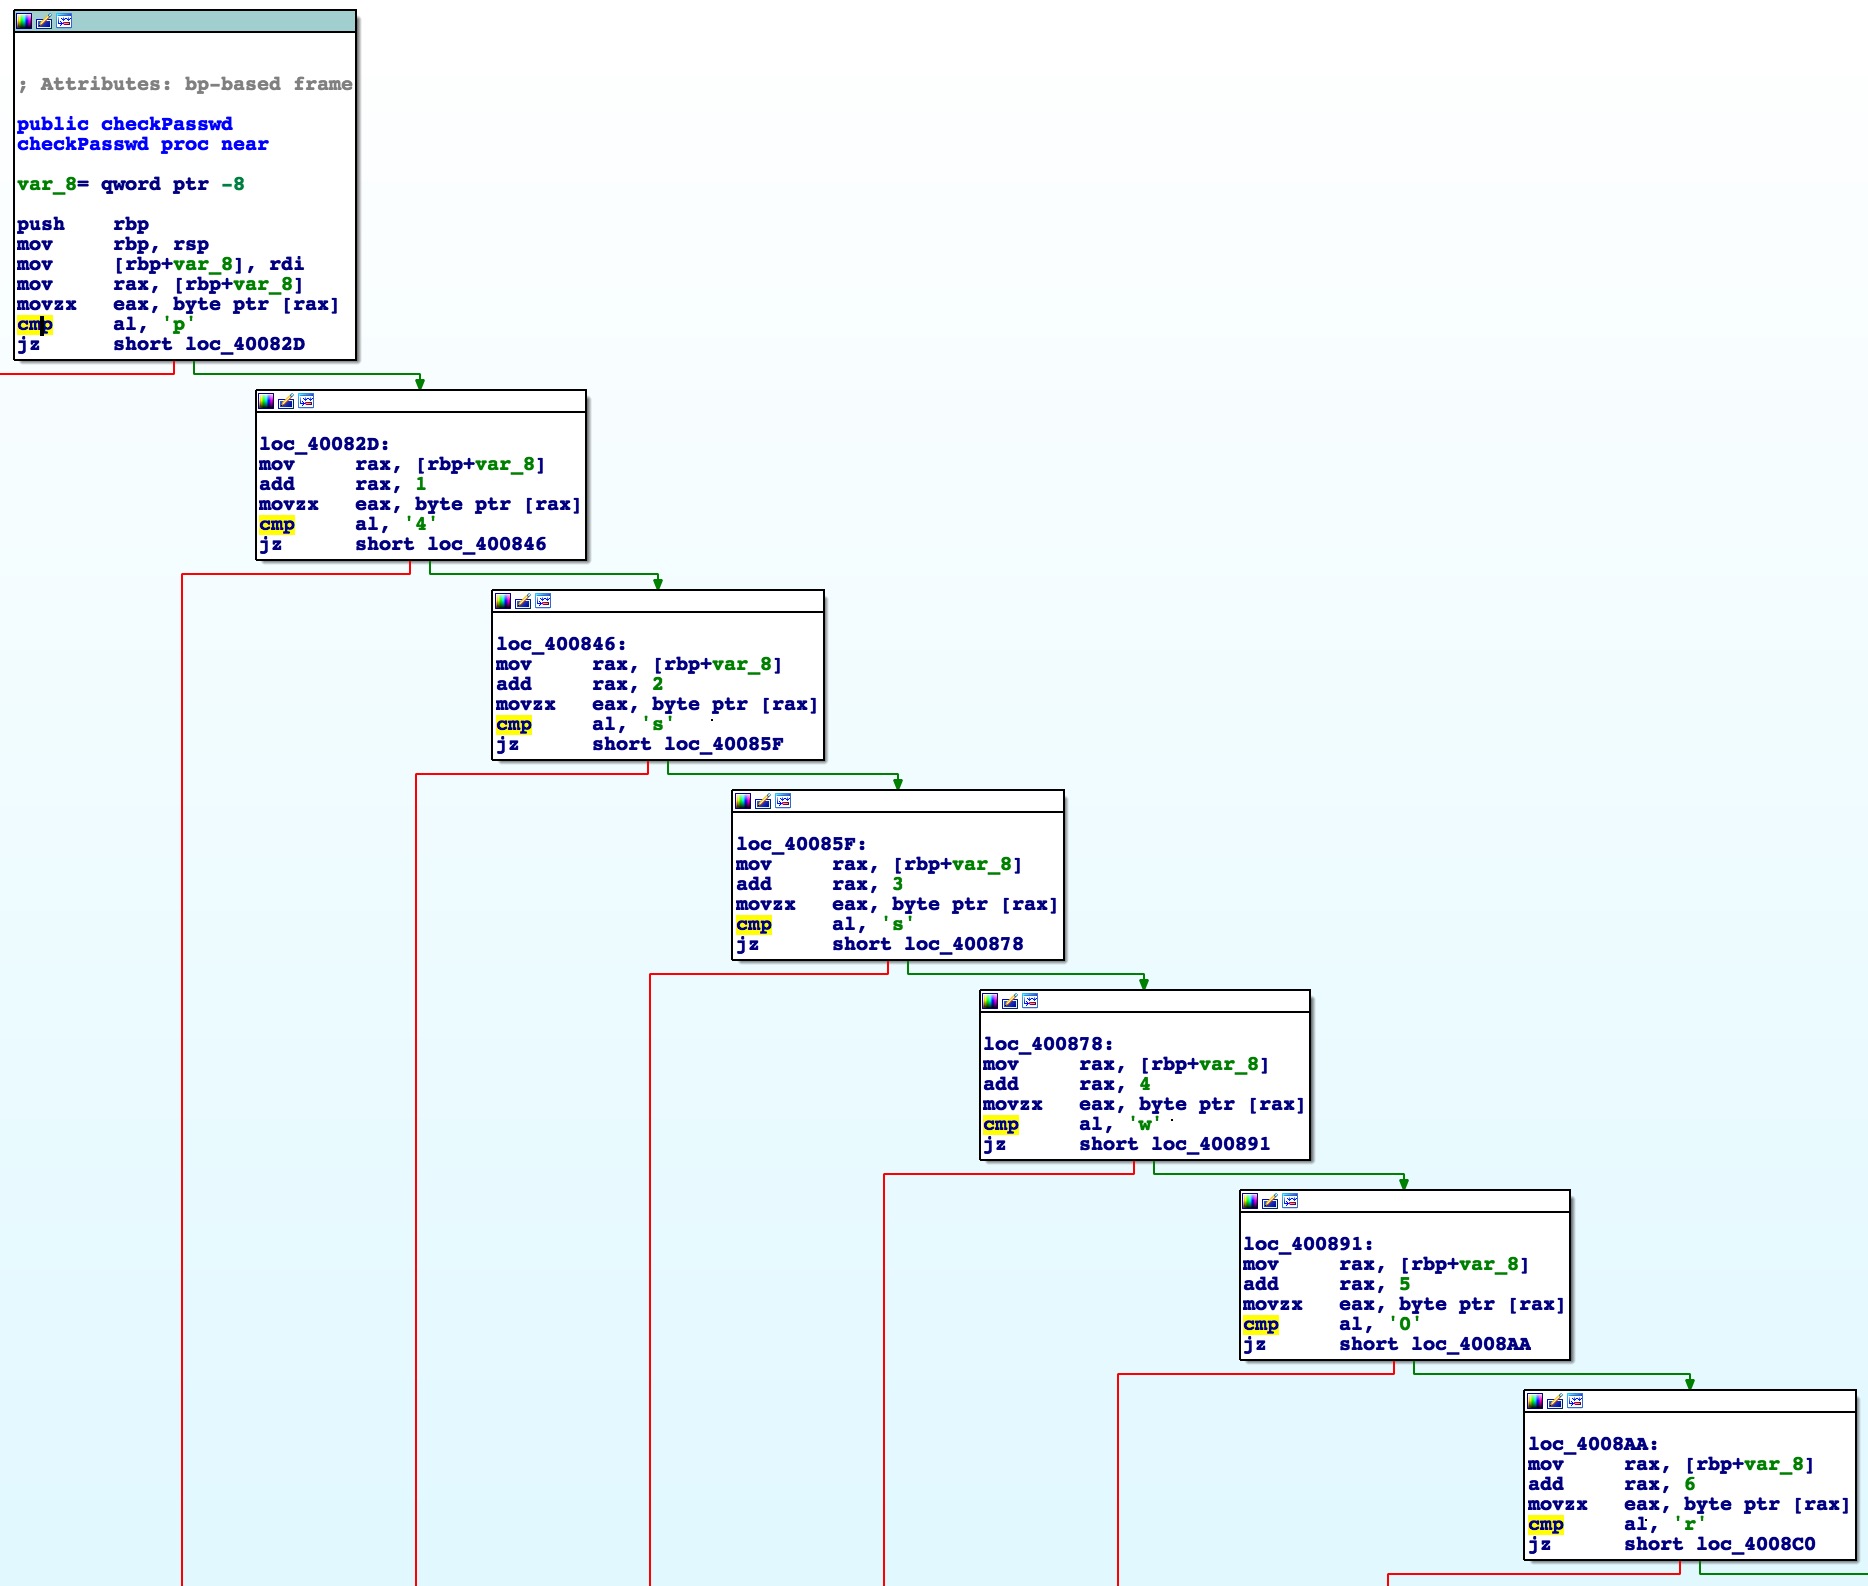 ; Attributes: bp-based frame
public checkPasswd
checkPasswd proc near
var_8= qword ptr -8
push rbp
mov rbp, rsp
mov [rbp+var_8], rdi
mov rax, [rbp+var_8]
movzx eax, byte ptr [rax]
cmp al, 'p'
jz short loc_40082D
loc_40082D:
mov rax, [rbp+var_8]
add rax, 1
movzx eax, byte ptr [rax]
cmp al, '4'
jz short loc_400846
loc_400846:
mov rax, [rbp+var_8]
add rax, 2
movzx eax, byte ptr [rax]
cmp al, 's'
jz short loc_40085F
loc_40085F:
mov rax, [rbp+var_8]
add rax, 3
movzx eax, byte ptr [rax]
cmp al, 's'
jz short loc_400878
loc_400878:
mov rax, [rbp+var_8]
add rax, 4
movzx eax, byte ptr [rax]
cmp al, 'w'
jz short loc_400891
loc_400891:
mov rax, [rbp+var_8]
add rax, 5
movzx eax, byte ptr [rax]
cmp al, '0'
jz short loc_4008AA
loc_4008AA:
mov rax, [rbp+var_8]
add rax, 6
movzx eax, byte ptr [rax]
cmp al, 'r'
jz short loc_4008C0